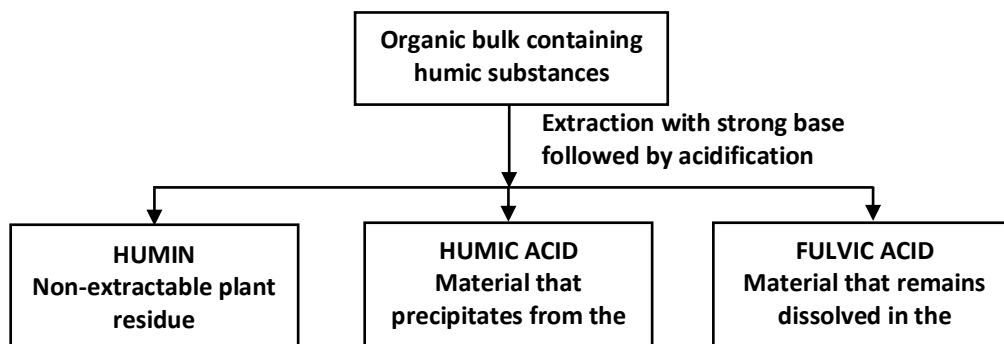 Organic bulk containing
humic substances
Extraction with strong base
followed by acidification
HUMIN
Non-extractable plant
residue
HUMIC ACID
Material that
precipitates from the
FULVIC ACID
Material that remains
dissolved in the